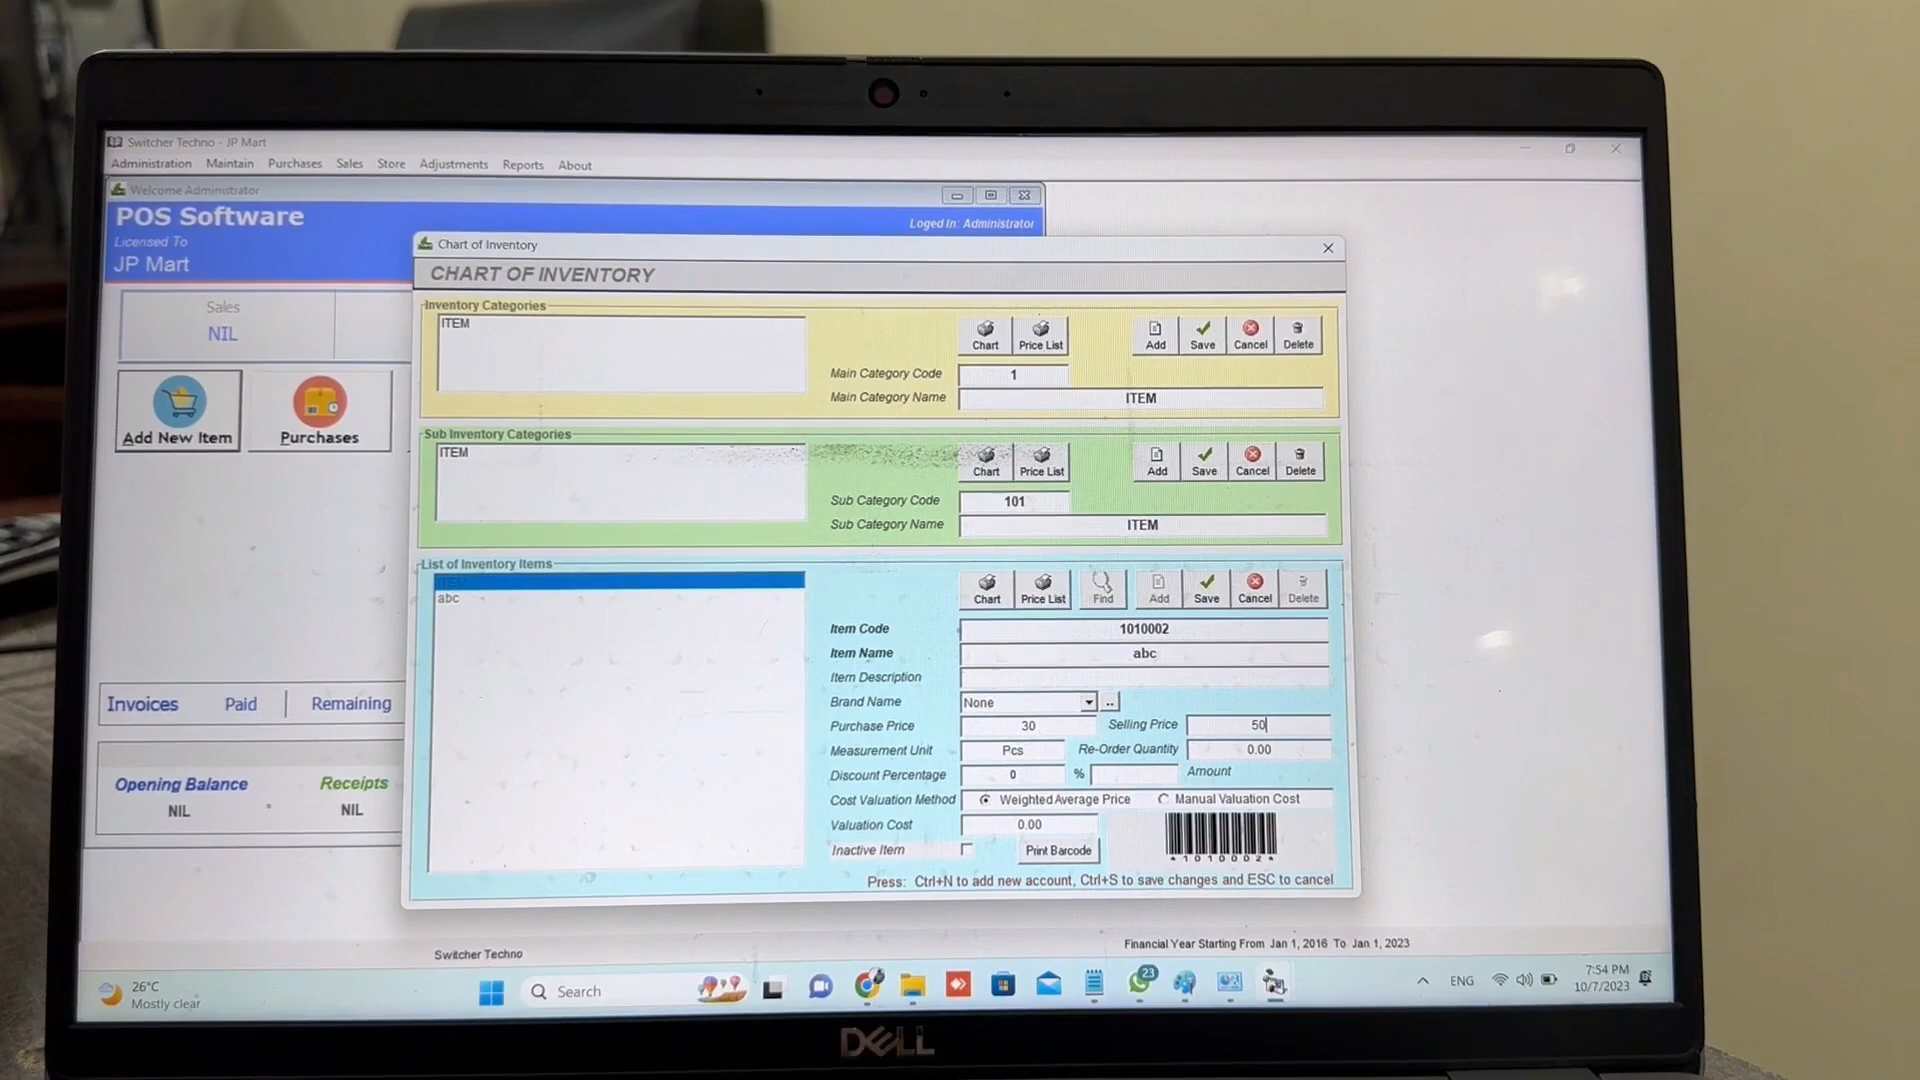 Switcher Techno - JP Mart
Administration Maintain Purchases Sales Store Adjustments Reports About
Welcome Administrator
POS Software
Loged In: Administrator
Licensed To
JP Mart
Sales
NIL
Add New Item
Purchases
Invoices Paid Remaining
Opening Balance Receipts
NIL NIL
Chart of Inventory
CHART OF INVENTORY
Inventory Categories
ITEM
Chart Price List Add Save Cancel Delete
Main Category Code 1
Main Category Name ITEM
Sub Inventory Categories
ITEM
Chart Price List Add Save Cancel Delete
Sub Category Code 101
Sub Category Name ITEM
List of Inventory Items
ITEM
abc
Chart Price List Find Add Save Cancel Delete
Item Code 1010002
Item Name abc
Item Description
Brand Name None ..
Purchase Price 30 Selling Price 50
Measurement Unit Pcs Re-Order Quantity 0.00
Discount Percentage 0 % Amount
Cost Valuation Method Weighted Average Price Manual Valuation Cost
Valuation Cost 0.00
Inactive Item Print Barcode
*1010002*
Press: Ctrl+N to add new account, Ctrl+S to save changes and ESC to cancel
Switcher Techno
Financial Year Starting From Jan 1, 2016 To Jan 1, 2023
26°C
Mostly clear
Search
23
ENG
7:54 PM
10/7/2023
DELL